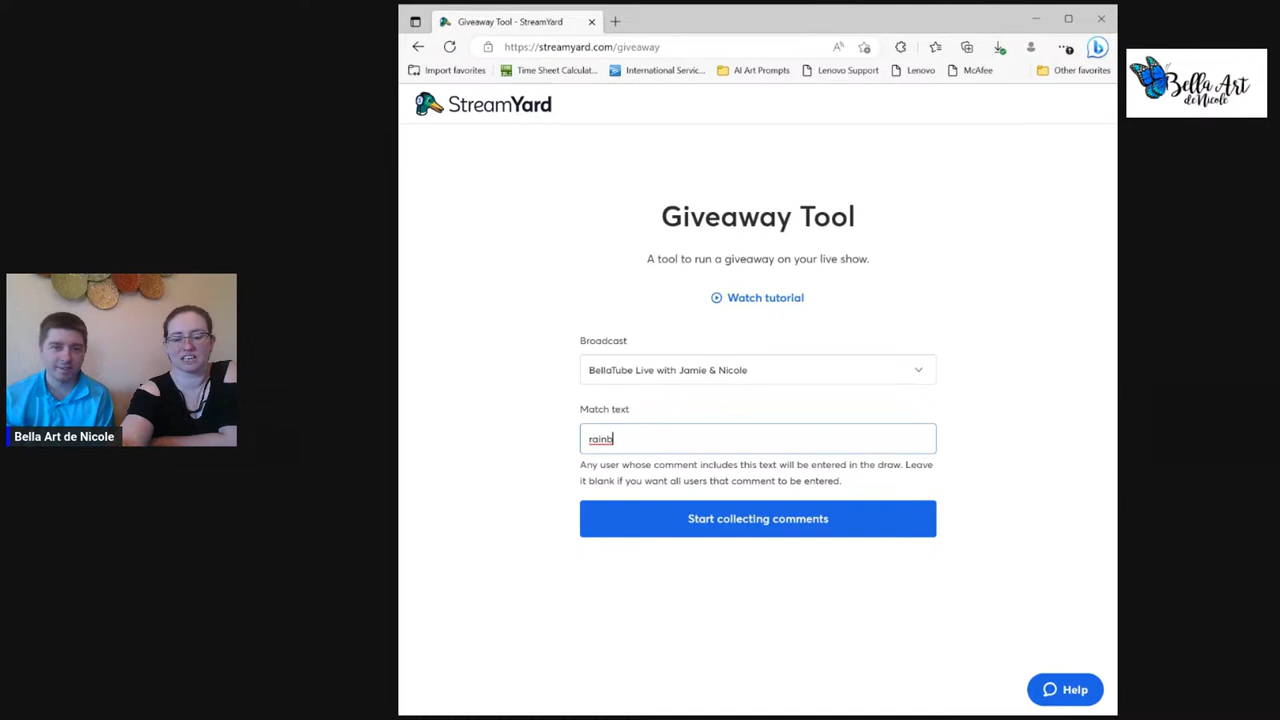 Giveaway Tool - StreamYard
https://streamyard.com/giveaway
Import favorites
Time Sheet Calculat...
International Servic...
AI Art Prompts
Lenovo Support
Lenovo
McAfee
Other favorites
StreamYard
Bella Art
de Nicole
Giveaway Tool
A tool to run a giveaway on your live show.
Watch tutorial
Broadcast
BellaTube Live with Jamie & Nicole
Match text
rainb
Any user whose comment includes this text will be entered in the draw. Leave
it blank if you want all users that comment to be entered.
Start collecting comments
Bella Art de Nicole
Help